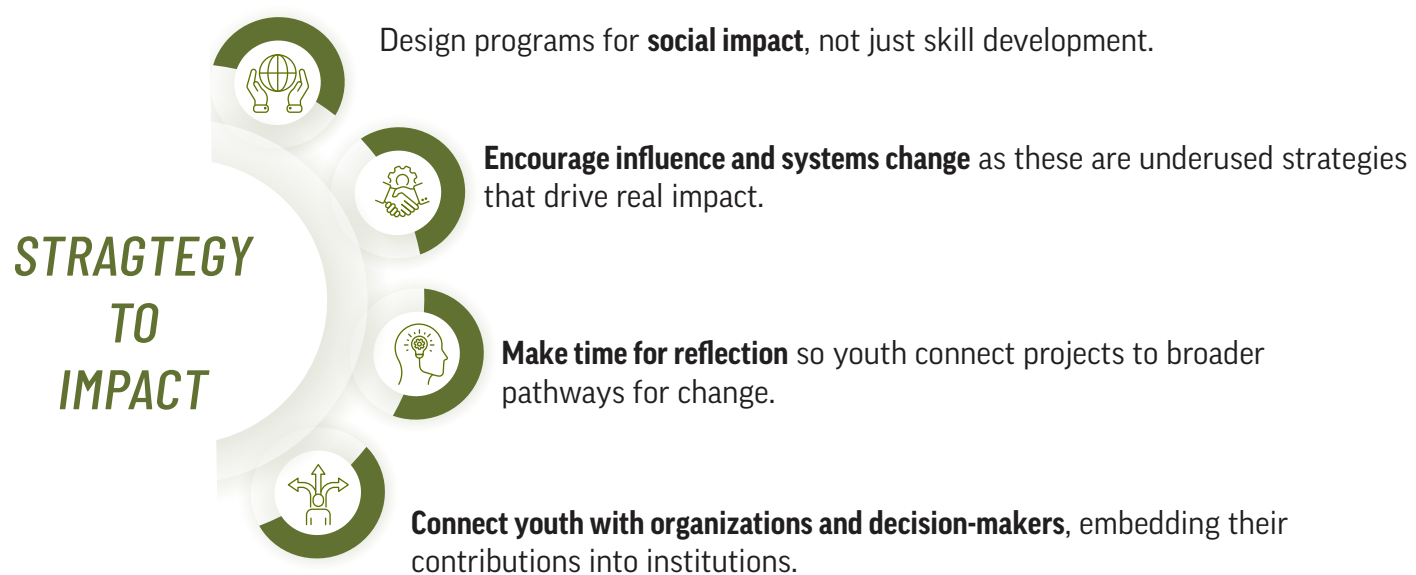 Design programs for social impact, not just skill development.
Encourage influence and systems change as these are underused strategies
that drive real impact.
STRAGTEGY
TO
IMPACT
Make time for reflection so youth connect projects to broader
pathways for change.
Connect youth with organizations and decision-makers, embedding their
contributions into institutions.